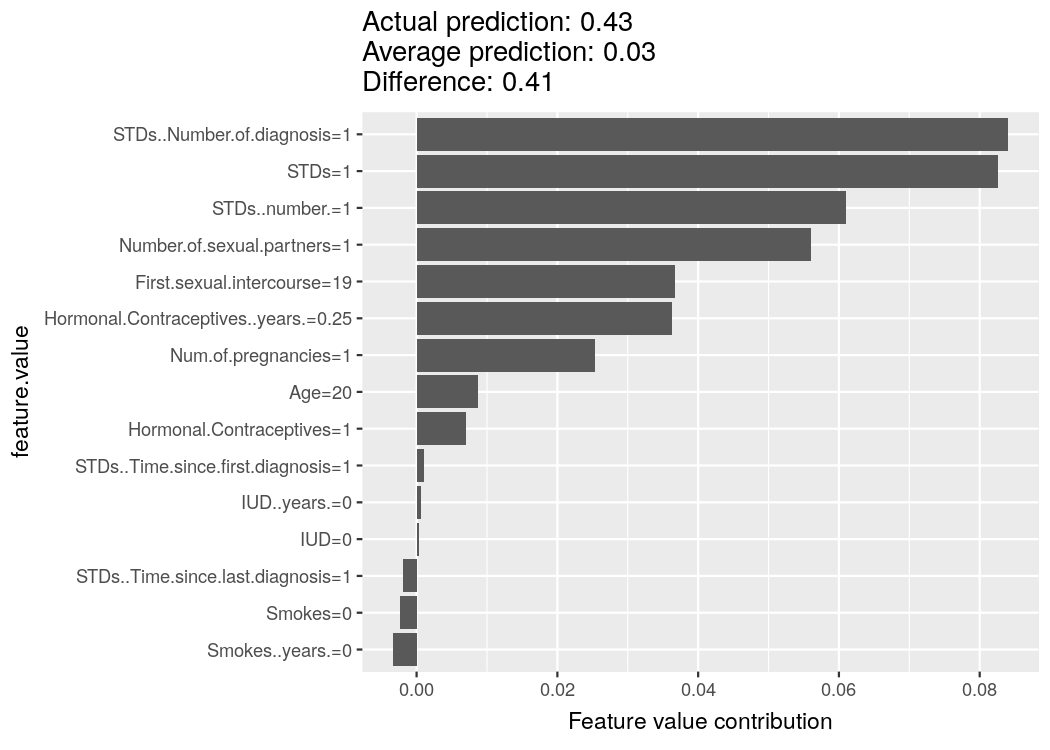 Actual prediction: 0.43
Average prediction: 0.03
Difference: 0.41
feature.value
STDs..Number.of.diagnosis=1
STDs=1
STDs..number.=1
Number.of.sexual.partners=1
First.sexual.intercourse=19
Hormonal.Contraceptives..years.=0.25
Num.of.pregnancies=1
Age=20
Hormonal.Contraceptives=1
STDs..Time.since.first.diagnosis=1
IUD..years.=0
IUD=0
STDs..Time.since.last.diagnosis=1
Smokes=0
Smokes..years.=0
0.00 0.02 0.04 0.06 0.08
Feature value contribution